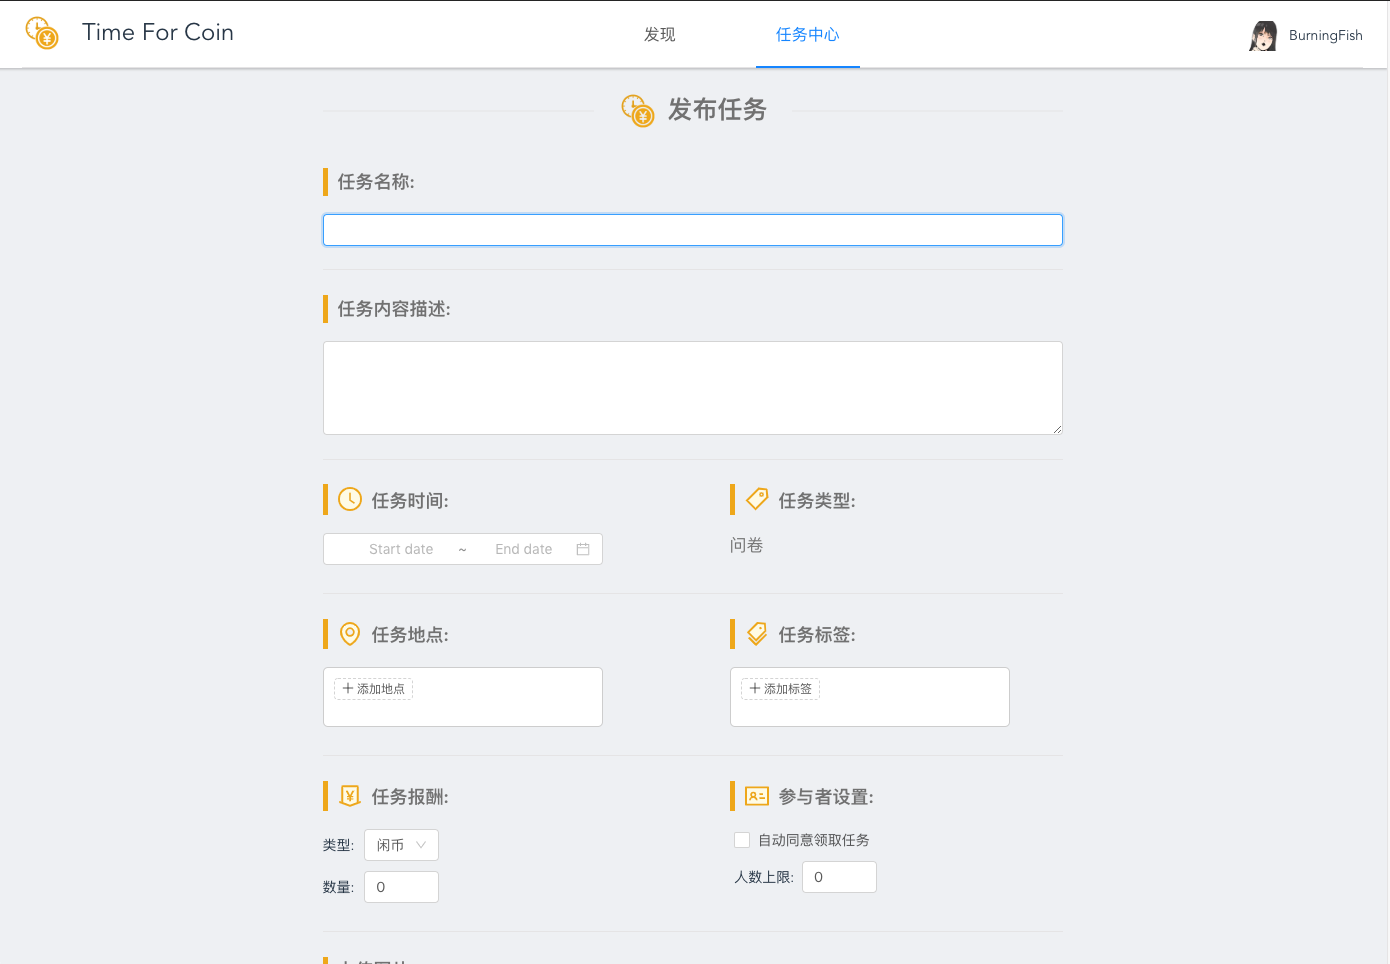 Time For Coin
发现
任务中心
BurningFish
发布任务
任务名称:
任务内容描述:
任务时间:
任务类型:
Start date ~ End date
问卷
任务地点:
任务标签:
添加地点
添加标签
任务报酬:
参与者设置:
类型: 闲币
自动同意领取任务
数量: 0
人数上限: 0